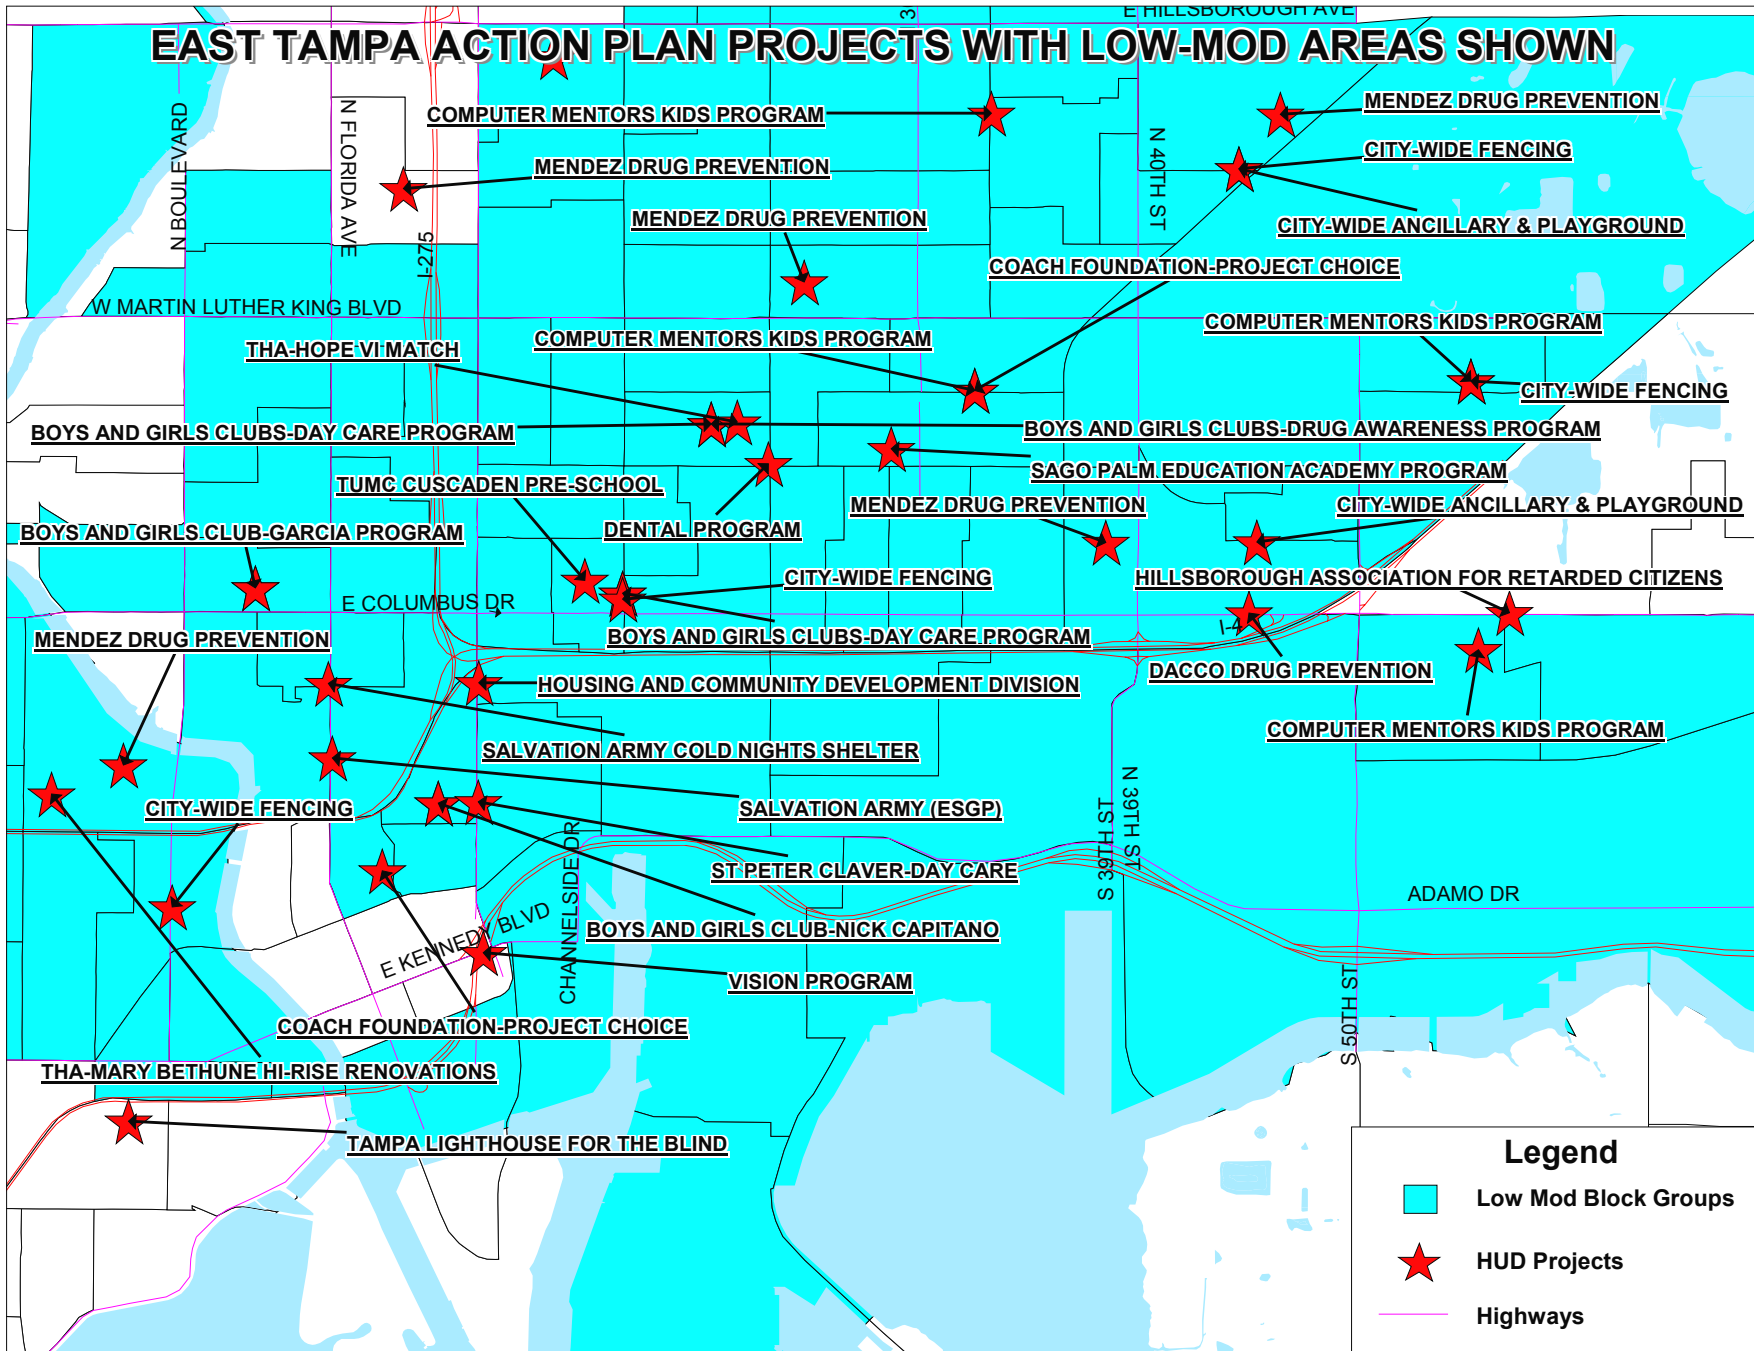 E HILLSBOROUGH AVE
3
EAST TAMPA ACTION PLAN PROJECTS WITH LOW-MOD AREAS SHOWN
COMPUTER MENTORS KIDS PROGRAM
MENDEZ DRUG PREVENTION
N BOULEVARD
N FLORIDA AVE
N 40TH ST
CITY-WIDE FENCING
MENDEZ DRUG PREVENTION
MENDEZ DRUG PREVENTION
CITY-WIDE ANCILLARY & PLAYGROUND
I-275
COACH FOUNDATION-PROJECT CHOICE
W MARTIN LUTHER KING BLVD
COMPUTER MENTORS KIDS PROGRAM
COMPUTER MENTORS KIDS PROGRAM
THA-HOPE VI MATCH
CITY-WIDE FENCING
BOYS AND GIRLS CLUBS-DAY CARE PROGRAM
BOYS AND GIRLS CLUBS-DRUG AWARENESS PROGRAM
SAGO PALM EDUCATION ACADEMY PROGRAM
TUMC CUSCADEN PRE-SCHOOL
MENDEZ DRUG PREVENTION
CITY-WIDE ANCILLARY & PLAYGROUND
DENTAL PROGRAM
BOYS AND GIRLS CLUB-GARCIA PROGRAM
CITY-WIDE FENCING
HILLSBOROUGH ASSOCIATION FOR RETARDED CITIZENS
E COLUMBUS DR
I-4
BOYS AND GIRLS CLUBS-DAY CARE PROGRAM
MENDEZ DRUG PREVENTION
DACCO DRUG PREVENTION
HOUSING AND COMMUNITY DEVELOPMENT DIVISION
COMPUTER MENTORS KIDS PROGRAM
SALVATION ARMY COLD NIGHTS SHELTER
CITY-WIDE FENCING
SALVATION ARMY (ESGP)
N 39TH ST
S 39TH ST
CHANNELSIDE DR
ST PETER CLAVER-DAY CARE
ADAMO DR
BOYS AND GIRLS CLUB-NICK CAPITANO
E KENNEDY BLVD
VISION PROGRAM
S 50TH ST
COACH FOUNDATION-PROJECT CHOICE
THA-MARY BETHUNE HI-RISE RENOVATIONS
TAMPA LIGHTHOUSE FOR THE BLIND
Legend
Low Mod Block Groups
HUD Projects
Highways